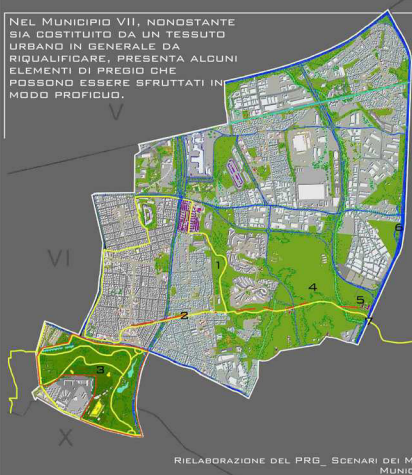 NEL MUNICIPIO VII, NONOSTANTE
SIA COSTITUITO DA UN TESSUTO
URBANO IN GENERALE DA
RIQUALIFICARE, PRESENTA ALCUNI
ELEMENTI DI PREGIO CHE
POSSONO ESSERE SFRUTTATI IN
MODO PROFICUO.
V
6
VI
1
4
5
2
7
3
X
RIELABORAZIONE DEL PRG_ SCENARI DEI M
MUNIC